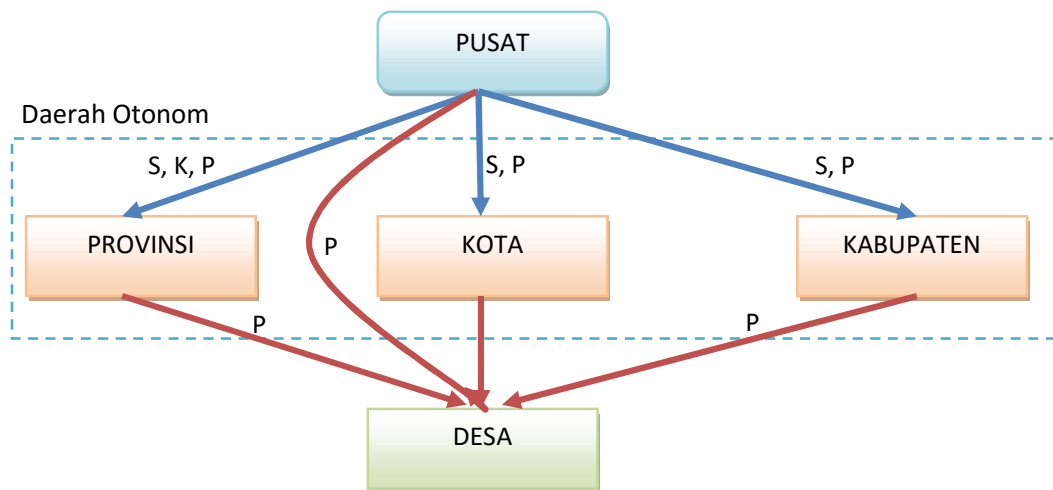 PUSAT
Daerah Otonom
S, K, P
S, P
S, P
PROVINSI
P
KOTA
KABUPATEN
P
P
DESA